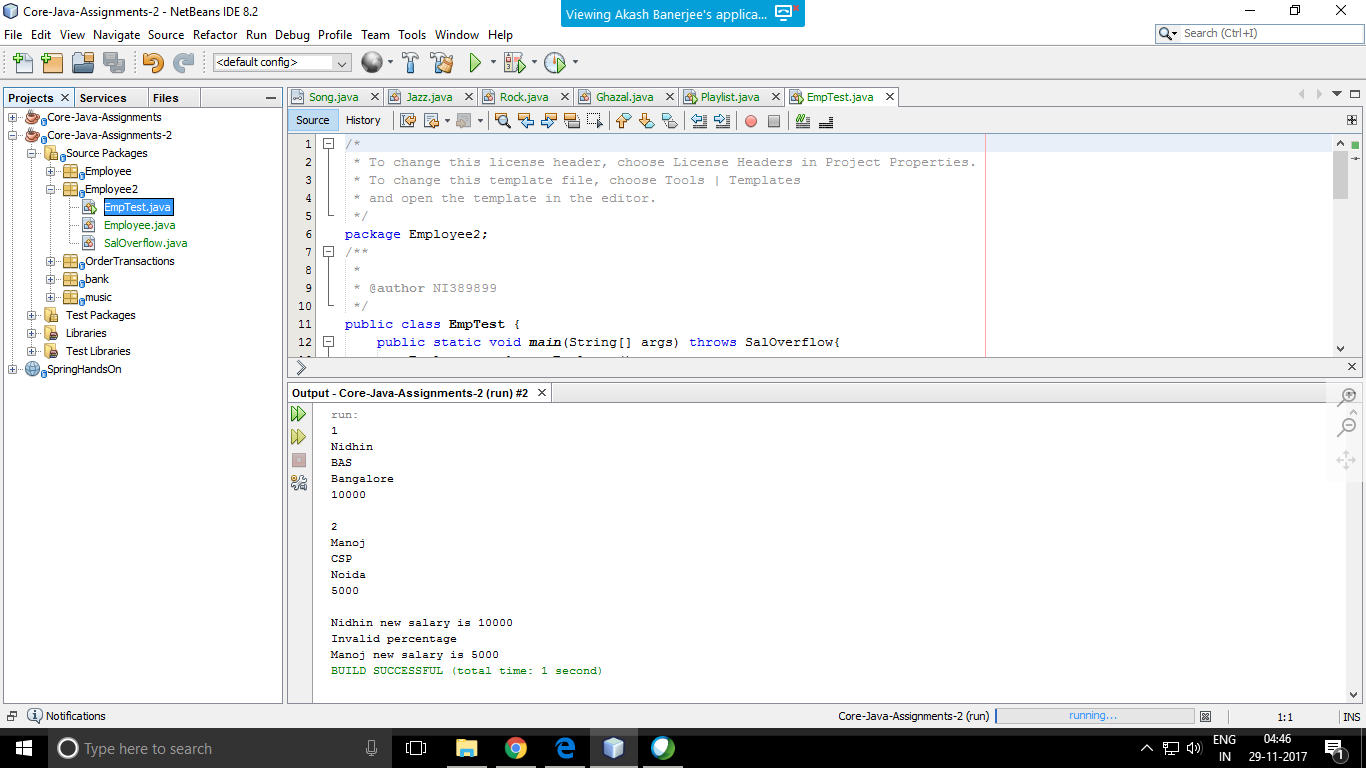 Core-Java-Assignments-2 - NetBeans IDE 8.2
Viewing Akash Banerjee's applica...
File Edit View Navigate Source Refactor Run Debug Profile Team Tools Window Help
Search (Ctrl+I)
<default config>
Projects Services Files
Song.java Jazz.java Rock.java Ghazal.java Playlist.java EmpTest.java
Core-Java-Assignments
Core-Java-Assignments-2
Source Packages
Employee
Employee2
EmpTest.java
Employee.java
SalOverflow.java
OrderTransactions
bank
music
Test Packages
Libraries
Test Libraries
SpringHandsOn
Source History
1 /*
2 * To change this license header, choose License Headers in Project Properties.
3 * To change this template file, choose Tools | Templates
4 * and open the template in the editor.
5 */
6 package Employee2;
7 /**
8 *
9 * @author NI389899
10 */
11 public class EmpTest {
12 public static void main(String[] args) throws SalOverflow{
Output - Core-Java-Assignments-2 (run) #2
run:
1
Nidhin
BAS
Bangalore
10000
2
Manoj
CSP
Noida
5000
Nidhin new salary is 10000
Invalid percentage
Manoj new salary is 5000
BUILD SUCCESSFUL (total time: 1 second)
Notifications
Core-Java-Assignments-2 (run) running... 1:1 INS
Type here to search
ENG
IN
04:46
29-11-2017
1